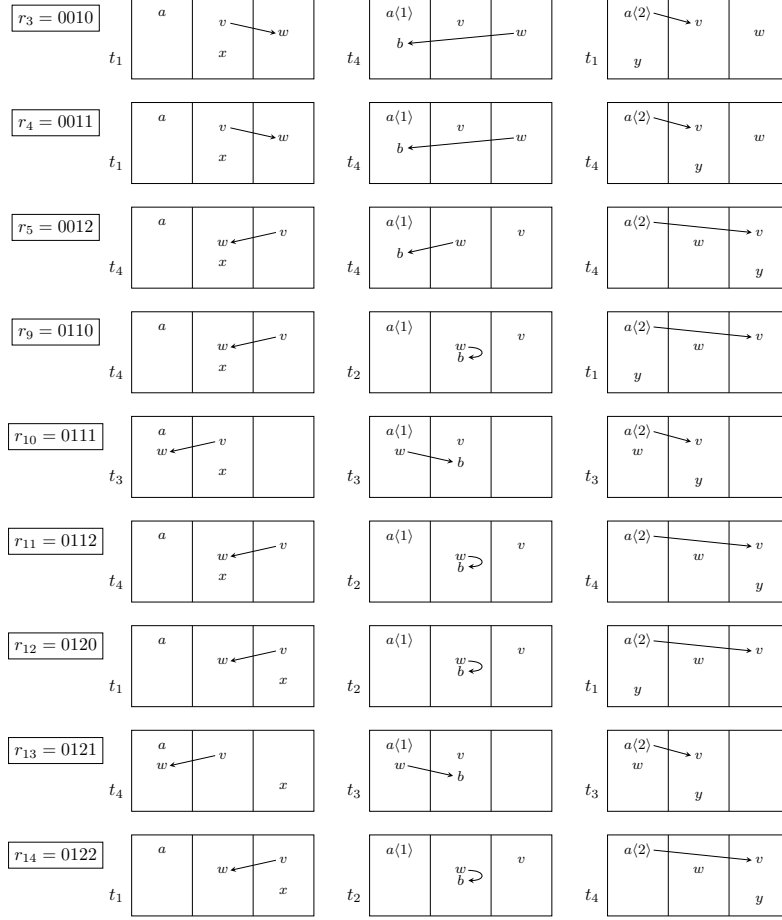 a a⟨1⟩ a⟨2⟩
r₃ = 0010 v w v v w
x b w y
t₁ t₄ t₁
a a⟨1⟩ a⟨2⟩
r₄ = 0011 v w v w v w
x b y
t₁ t₄ t₄
a a⟨1⟩ a⟨2⟩
r₅ = 0012 w v w v w v
x b y
t₄ t₄ t₄
a a⟨1⟩ a⟨2⟩
r₉ = 0110 w v w v w v
x b y
t₄ t₂ t₁
a a⟨1⟩ a⟨2⟩
r₁₀ = 0111 w v w v w v
x b y
t₃ t₃ t₃
a a⟨1⟩ a⟨2⟩
r₁₁ = 0112 w v w v w v
x b y
t₄ t₂ t₄
a a⟨1⟩ a⟨2⟩
r₁₂ = 0120 w v w v w v
x b y
t₁ t₂ t₁
a a⟨1⟩ a⟨2⟩
r₁₃ = 0121 w v w v w v
x b y
t₄ t₃ t₃
a a⟨1⟩ a⟨2⟩
r₁₄ = 0122 w v w v w v
x b y
t₁ t₂ t₄